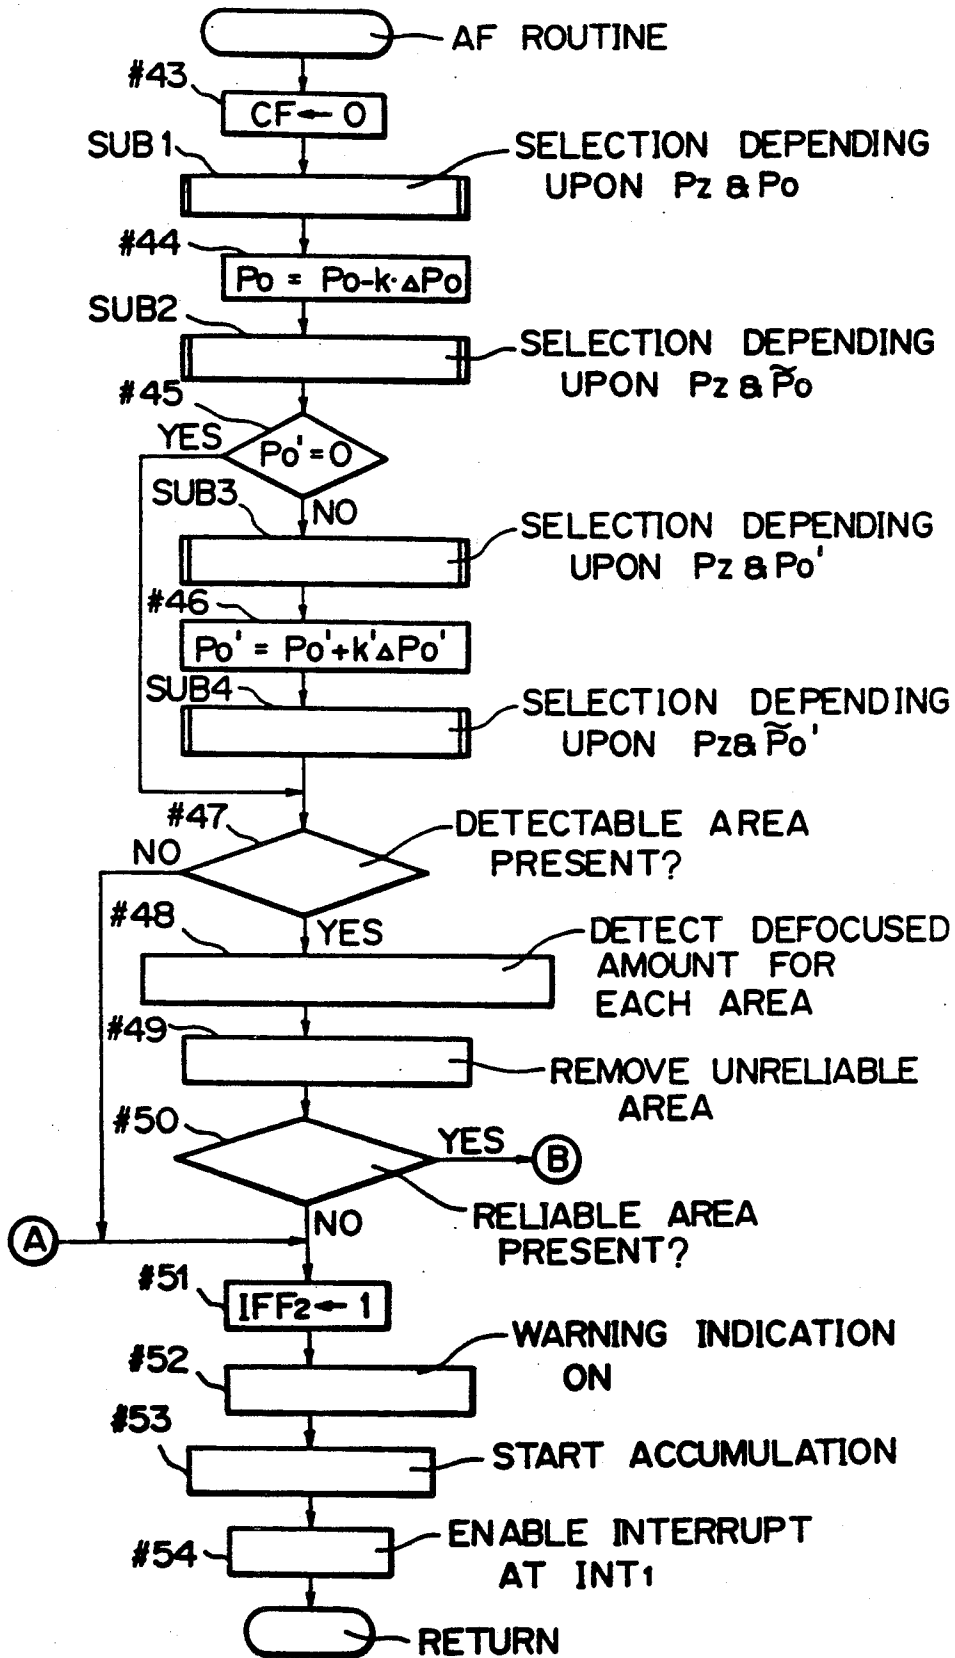 AF ROUTINE
#43
CF ← 0
SUB1
SELECTION DEPENDING
UPON Pz & Po
#44
Po = Po-k·△Po
SUB2
SELECTION DEPENDING
UPON Pz & P̃o
#45
YES
Po' = 0
NO
SUB3
SELECTION DEPENDING
UPON Pz & Po'
#46
Po' = Po'+k'△Po'
SUB4
SELECTION DEPENDING
UPON Pz& P̃o'
#47
DETECTABLE AREA
PRESENT?
NO
YES
#48
DETECT DEFOCUSED
AMOUNT FOR
EACH AREA
#49
REMOVE UNRELIABLE
AREA
#50
YES
B
NO
RELIABLE AREA
PRESENT?
A
#51
IFF2 ← 1
WARNING INDICATION
ON
#52
#53
START ACCUMULATION
#54
ENABLE INTERRUPT
AT INT1
RETURN